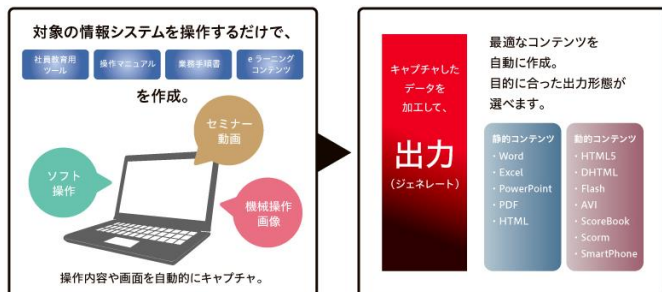 対象の情報システムを操作するだけで、
社員教育用
ツール
操作マニュアル
業務手順書
eラーニング
コンテンツ
を作成。
セミナー
動画
ソフト
操作
機械操作
画像
操作内容や画面を自動的にキャプチャ。
キャプチャした
データを
加工して、
出力
（ジェネレート）
最適なコンテンツを
自動に作成。
目的に合った出力形態が
選べます。
静的コンテンツ
・Word
・Excel
・PowerPoint
・PDF
・HTML
動的コンテンツ
・HTML5
・DHTML
・Flash
・AVI
・ScoreBook
・Scorm
・SmartPhone